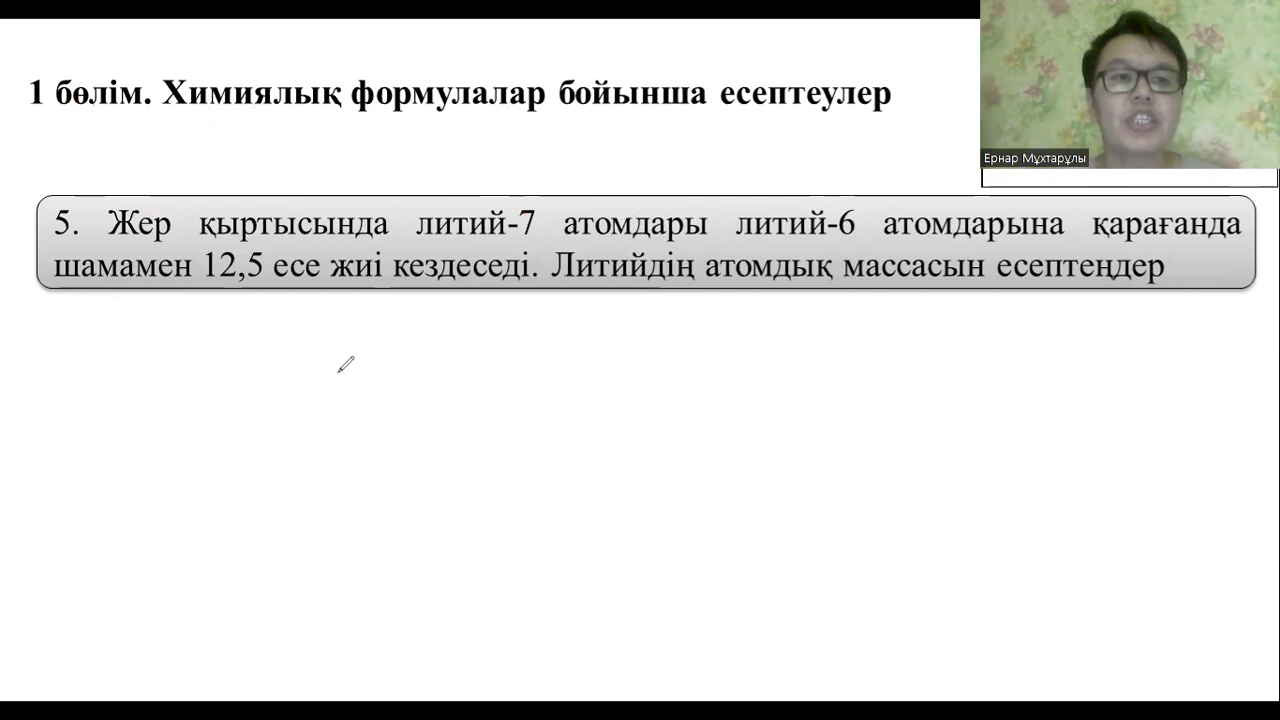 1 бөлім. Химиялық формулалар бойынша есептеулер
Ернар Мұхтарұлы
5. Жер қыртысында литий-7 атомдары литий-6 атомдарына қарағанда
шамамен 12,5 есе жиі кездеседі. Литийдің атомдық массасын есептеңдер